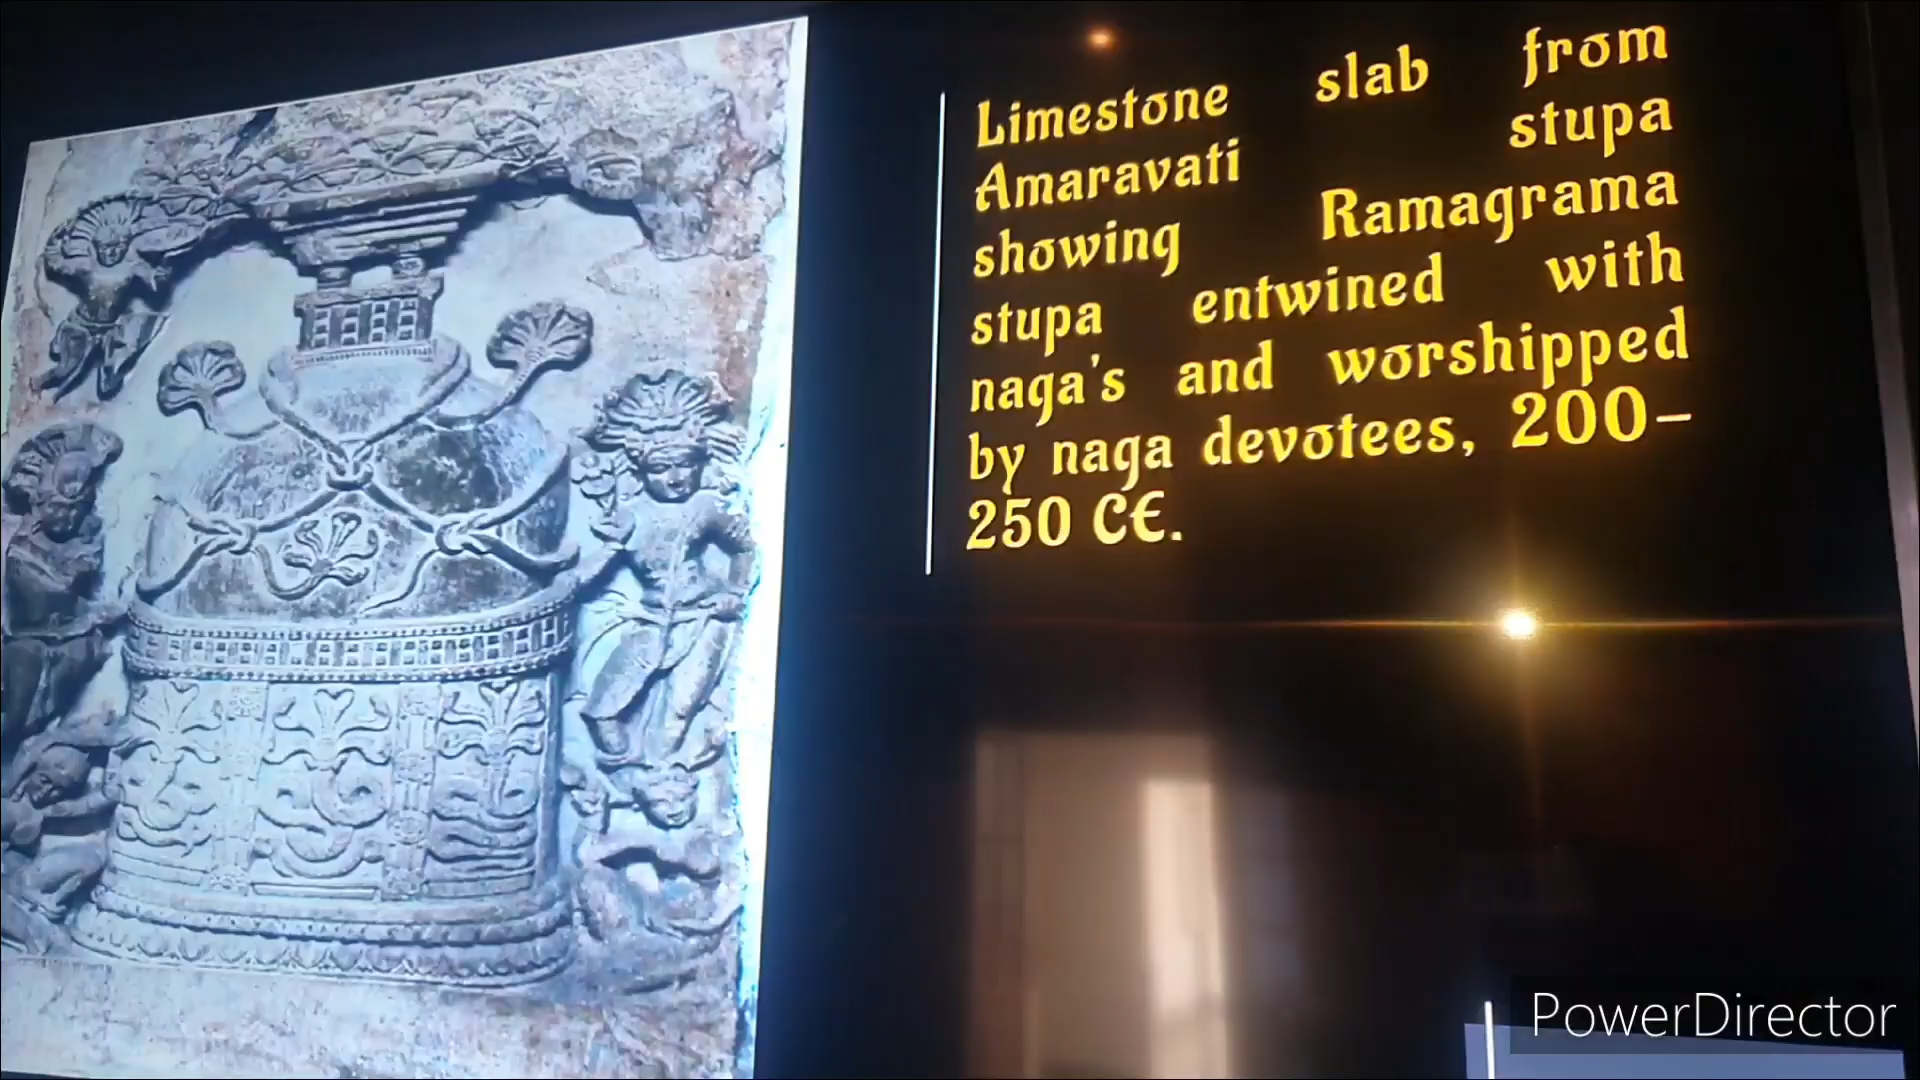 Limestone slab from
Amaravati stupa
showing Ramagrama
stupa entwined with
naga's and worshipped
by naga devotees, 200-
250 CE.
PowerDirector